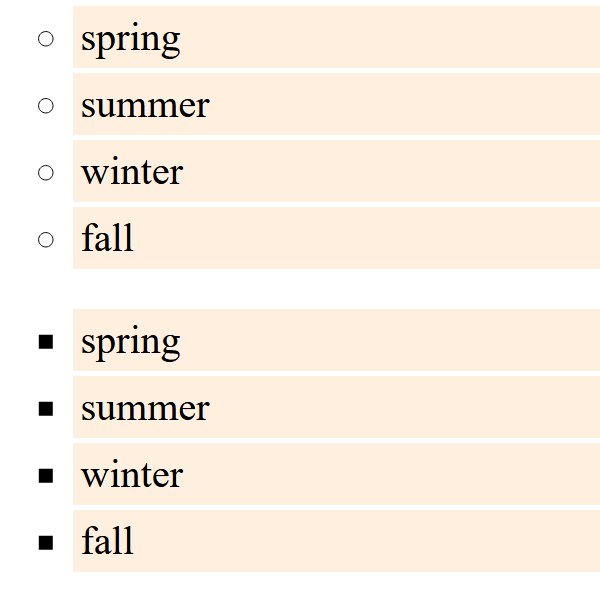 spring
summer
winter
fall
spring
summer
winter
fall